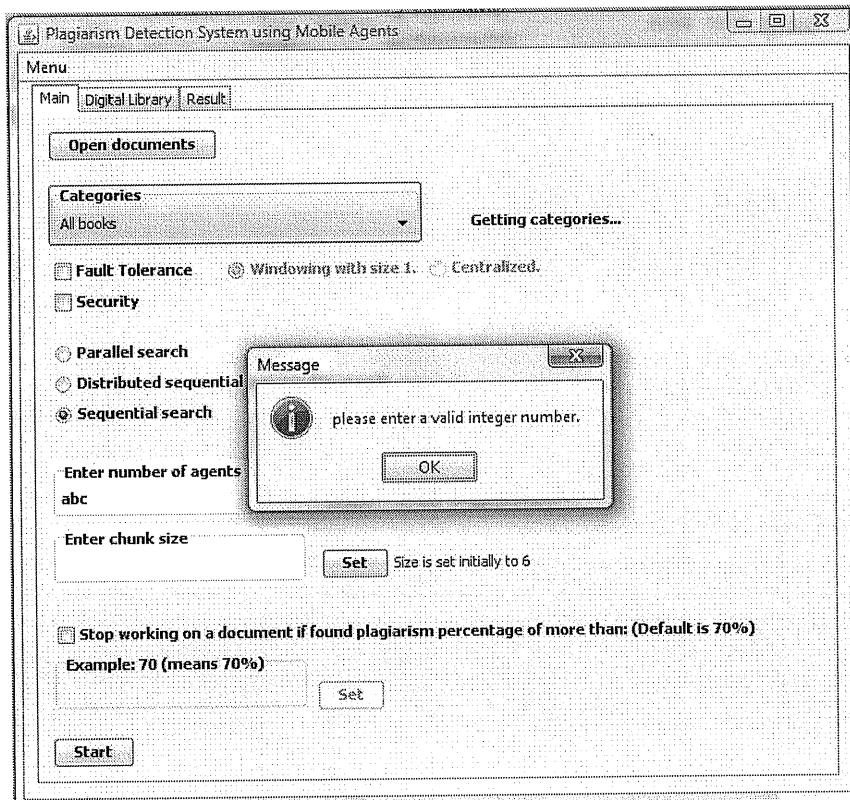 Plagiarism Detection System using Mobile Agents
Menu
Main Digital Library Result
Open documents
Categories
All books
Getting categories...
Fault Tolerance Windowing with size 1. Centralized.
Security
Parallel search
Distributed sequential
Sequential search
Message
please enter a valid integer number.
OK
Enter number of agents
abc
Enter chunk size
Set Size is set initially to 6
Stop working on a document if found plagiarism percentage of more than: (Default is 70%)
Example: 70 (means 70%)
Set
Start